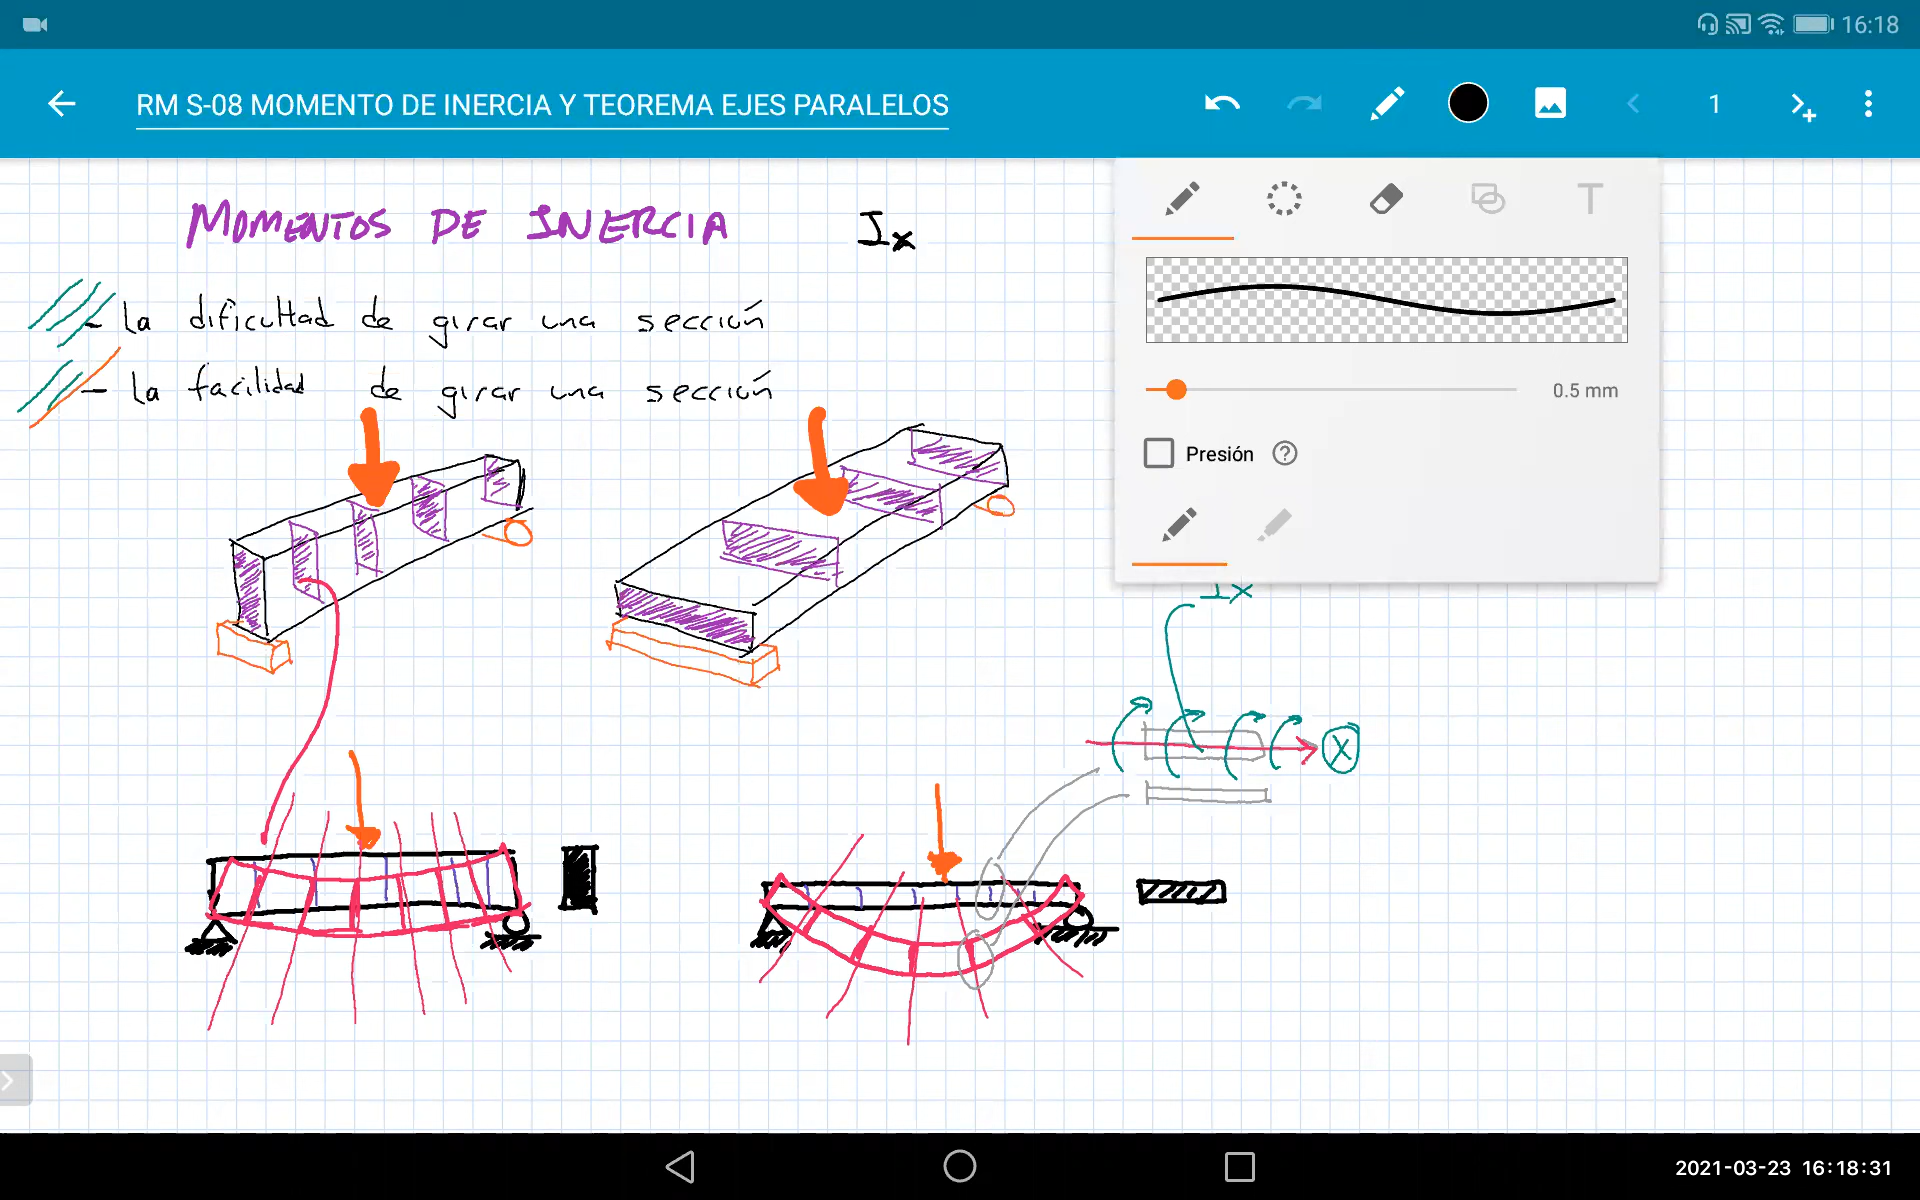 16:18
RM S-08 MOMENTO DE INERCIA Y TEOREMA EJES PARALELOS
1
MOMENTOS DE INERCIA Ix
- la dificultad de girar una sección
- la facilidad de girar una sección
T
0.5 mm
Presión ?
Ix
X
2021-03-23 16:18:31